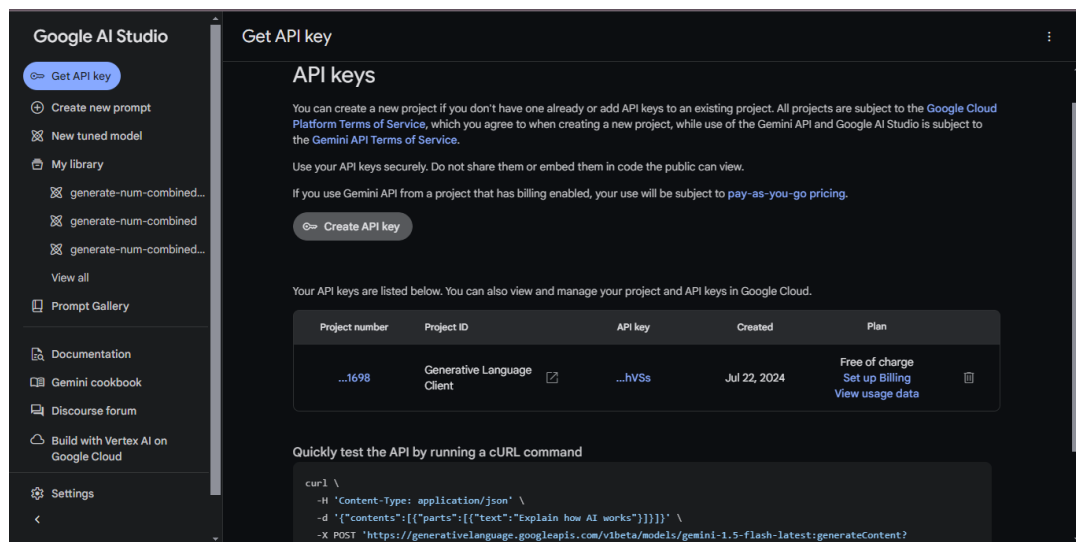 Google AI Studio
Get API key
Create new prompt
New tuned model
My library
generate-num-combined...
generate-num-combined
generate-num-combined...
View all
Prompt Gallery
Documentation
Gemini cookbook
Discourse forum
Build with Vertex AI on
Google Cloud
Settings
Get API key
API keys
You can create a new project if you don't have one already or add API keys to an existing project. All projects are subject to the Google Cloud
Platform Terms of Service, which you agree to when creating a new project, while use of the Gemini API and Google AI Studio is subject to
the Gemini API Terms of Service.
Use your API keys securely. Do not share them or embed them in code the public can view.
If you use Gemini API from a project that has billing enabled, your use will be subject to pay-as-you-go pricing.
Create API key
Your API keys are listed below. You can also view and manage your project and API keys in Google Cloud.
Project number Project ID API key Created Plan
...1698 Generative Language Client ...hVSs Jul 22, 2024 Free of charge
Set up Billing
View usage data
Quickly test the API by running a cURL command
curl \
-H 'Content-Type: application/json' \
-d '{"contents":[{"parts":[{"text":"Explain how AI works"}]}]}' \
-X POST 'https://generativelanguage.googleapis.com/v1beta/models/gemini-1.5-flash-latest:generateContent?